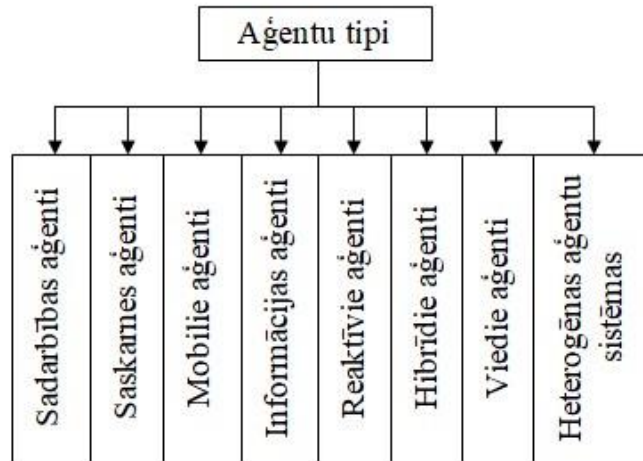 Aģentu tipi
Sadarbības aģenti
Saskarnes aģenti
Mobilie aģenti
Informācijas aģenti
Reaktīvie aģenti
Hibrīdie aģenti
Viedie aģenti
Heterogēnas aģentu
sistēmas